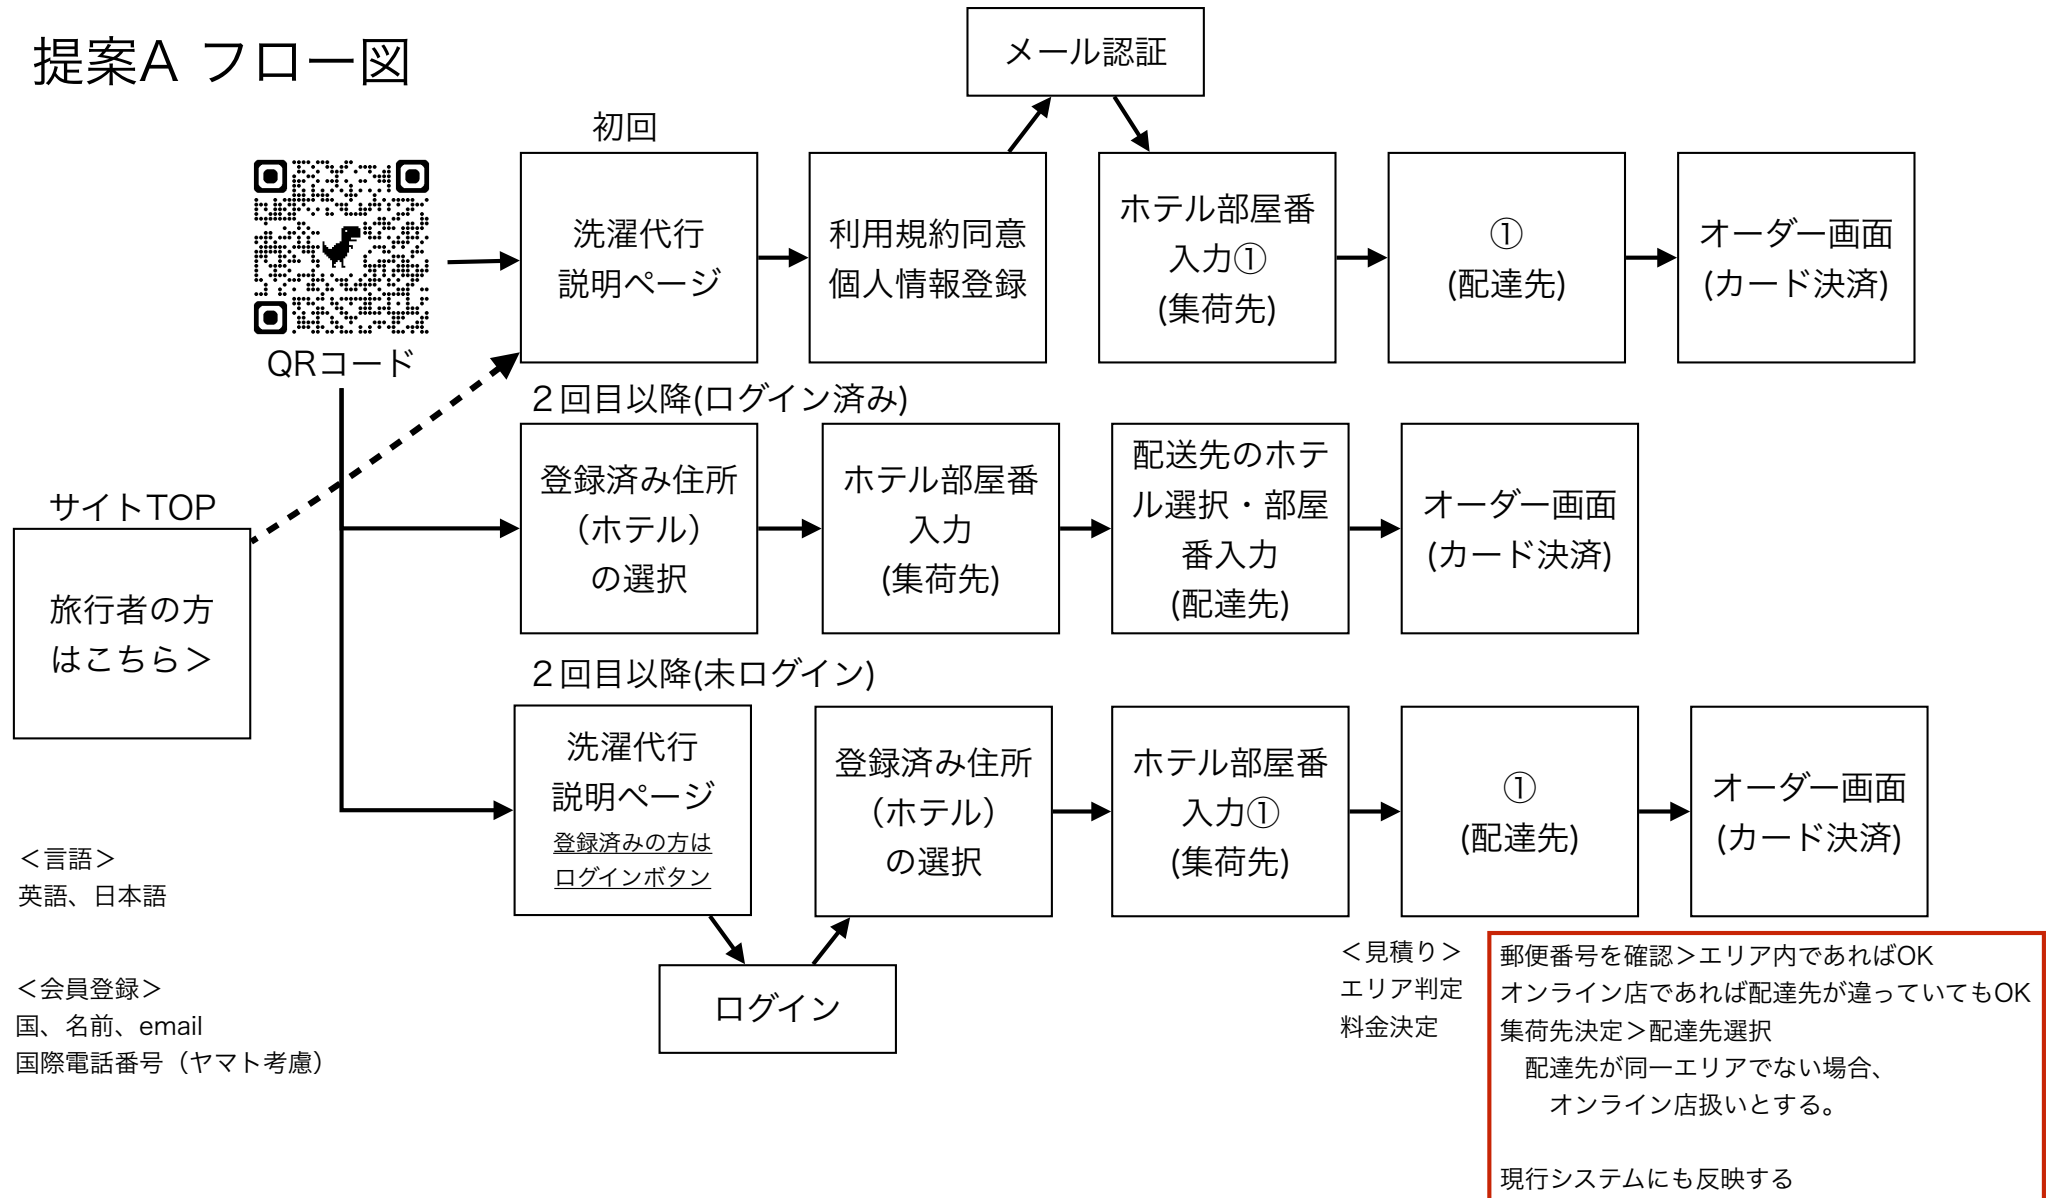 提案A フロー図
メール認証
初回
洗濯代行
説明ページ
利用規約同意
個人情報登録
ホテル部屋番
入力①
(集荷先)
①
(配達先)
オーダー画面
(カード決済)
QRコード
２回目以降(ログイン済み)
登録済み住所
（ホテル）
の選択
ホテル部屋番
入力
(集荷先)
配送先のホテ
ル選択・部屋
番入力
(配達先)
オーダー画面
(カード決済)
サイトTOP
旅行者の方
はこちら＞
２回目以降(未ログイン)
洗濯代行
説明ページ
登録済みの方は
ログインボタン
ログイン
登録済み住所
（ホテル）
の選択
ホテル部屋番
入力①
(集荷先)
①
(配達先)
オーダー画面
(カード決済)
＜言語＞
英語、日本語
＜会員登録＞
国、名前、email
国際電話番号（ヤマト考慮）
＜見積り＞
エリア判定
料金決定
郵便番号を確認＞エリア内であればOK
オンライン店であれば配達先が違っていてもOK
集荷先決定＞配達先選択
配達先が同一エリアでない場合、
オンライン店扱いとする。
現行システムにも反映する